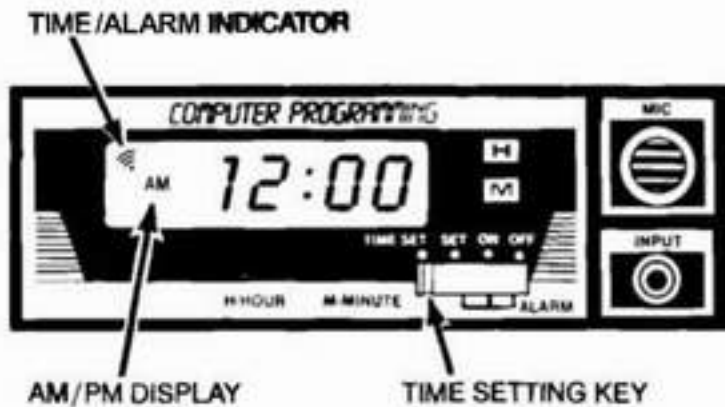 TIME/ALARM INDICATOR
COMPUTER PROGRAMMING
MIC
AM 12:00
H
M
TIME SET SET ON OFF
INPUT
H-HOUR M-MINUTE ALARM
AM/PM DISPLAY TIME SETTING KEY